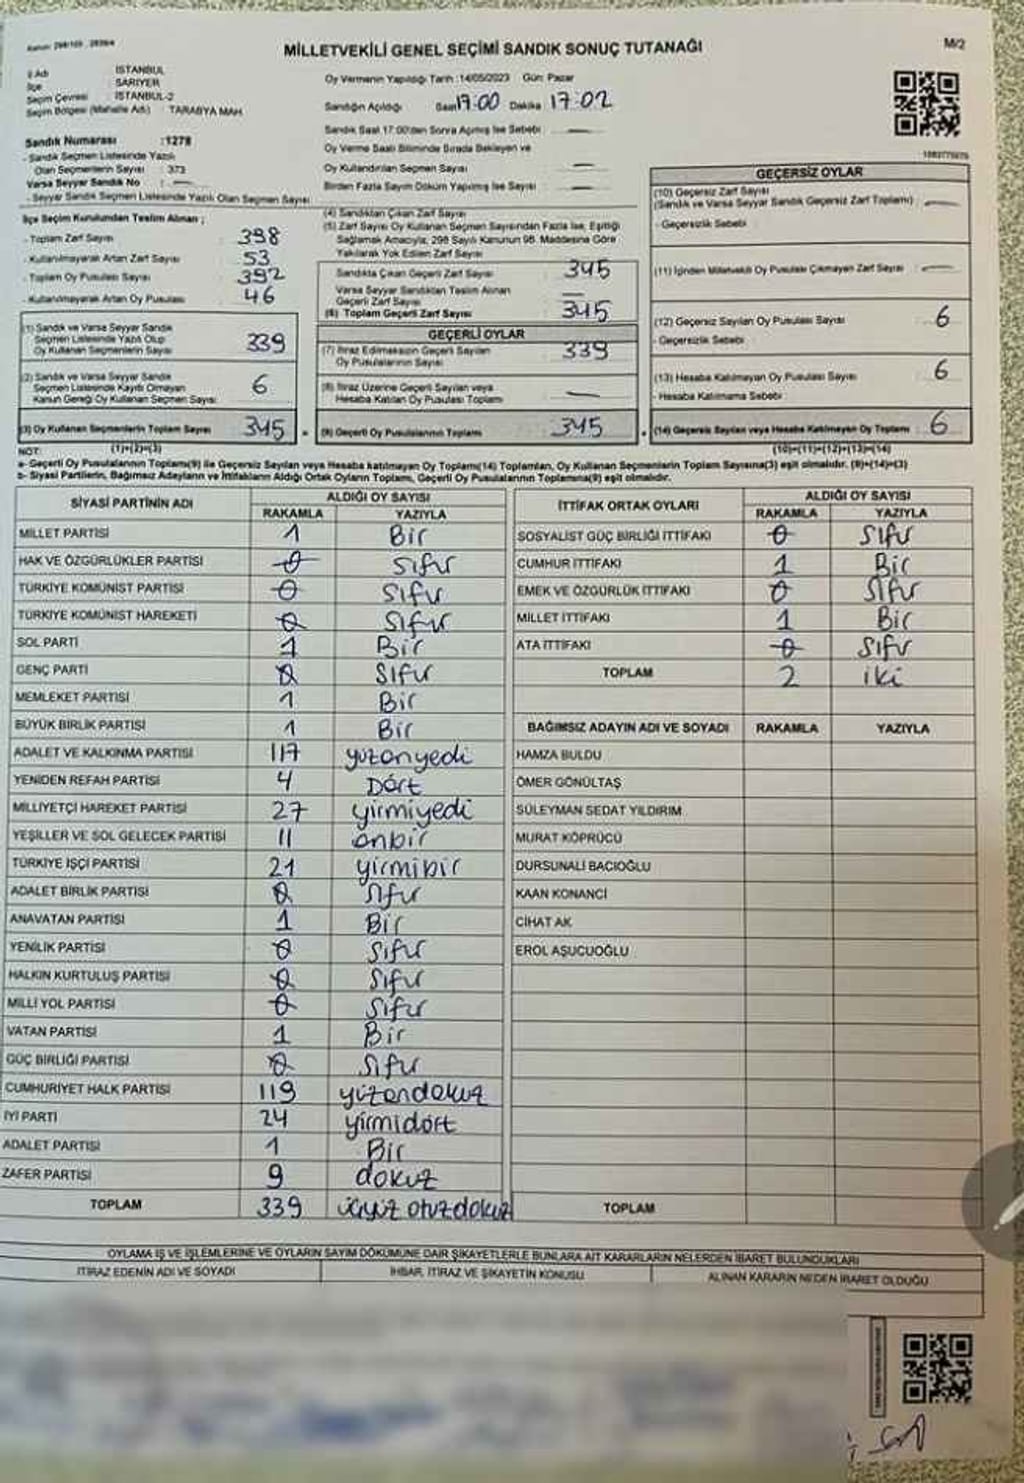 MİLLETVEKİLİ GENEL SEÇİMİ SANDIK SONUÇ TUTANAĞI
M/2
İl Adı İSTANBUL
İlçe SARIYER
Seçim Çevresi İSTANBUL-2
Seçim Bölgesi (Mahalle Adı) : TARABYA MAH
Sandık Numarası :1278
- Sandık Seçmen Listesinde Yazılı
Olan Seçmenlerin Sayısı : 373
Varsa Seyyar Sandık No : —
- Seyyar Sandık Seçmen Listesinde Yazılı Olan Seçmen Sayısı
Oy Vermenin Yapıldığı Tarih :14/05/2023 Gün: Pazar
Sandığın Açıldığı Saat 17:00 Dakika 17:02
Sandık Saat 17:00'den Sonra Açılmış İse Sebebi : —
Oy Verme Saati Bitiminde Sırada Bekleyen ve
Oy Kullandırılan Seçmen Sayısı —
Birden Fazla Sayım Döküm Yapılmış İse Sayısı —
İlçe Seçim Kurulundan Teslim Alınan ;
- Toplam Zarf Sayısı : 398
- Kullanılmayarak Artan Zarf Sayısı : 53
- Toplam Oy Pusulası Sayısı : 392
- Kullanılmayarak Artan Oy Pusulası : 46
(1) Sandık ve Varsa Seyyar Sandık
Seçmen Listesinde Yazılı Olup
Oy Kullanan Seçmenlerin Sayısı 339
(2) Sandık ve Varsa Seyyar Sandık
Seçmen Listesinde Kayıtlı Olmayan
Kanun Gereği Oy Kullanan Seçmen Sayısı 6
(3) Oy Kullanan Seçmenlerin Toplam Sayısı 345
(1)+(2)=(3)
(4) Sandıktan Çıkan Zarf Sayısı
(5) Zarf Sayısı Oy Kullanan Seçmen Sayısından Fazla İse, Eşitliği
Sağlamak Amacıyla, 298 Sayılı Kanunun 98. Maddesine Göre
Yakılarak Yok Edilen Zarf Sayısı
Sandıkta Çıkan Geçerli Zarf Sayısı 345
Varsa Seyyar Sandıktan Teslim Alınan
Geçerli Zarf Sayısı —
(6) Toplam Geçerli Zarf Sayısı : 345
GEÇERLİ OYLAR
(7) İtiraz Edilmeksizin Geçerli Sayılan
Oy Pusulalarının Sayısı 339
(8) İtiraz Üzerine Geçerli Sayılan veya
Hesaba Katılan Oy Pusulası Toplamı —
(9) Geçerli Oy Pusulalarının Toplamı 345
GEÇERSİZ OYLAR
(10) Geçersiz Zarf Sayısı
(Sandık ve Varsa Seyyar Sandık Geçersiz Zarf Toplamı) —
- Geçersizlik Sebebi :
(11) İçinden Milletvekili Oy Pusulası Çıkmayan Zarf Sayısı —
(12) Geçersiz Sayılan Oy Pusulası Sayısı : 6
- Geçersizlik Sebebi
(13) Hesaba Katılmayan Oy Pusulası Sayısı : 6
- Hesaba Katılmama Sebebi
(14) Geçersiz Sayılan veya Hesaba Katılmayan Oy Toplamı 6
(10)+(11)+(12)+(13)=(14)
NOT:
a- Geçerli Oy Pusulalarının Toplamı(9) ile Geçersiz Sayılan veya Hesaba katılmayan Oy Toplamı(14) Toplamları, Oy Kullanan Seçmenlerin Toplam Sayısına(3) eşit olmalıdır. (9)+(14)=(3)
b- Siyasi Partilerin, Bağımsız Adayların ve İttifakların Aldığı Ortak Oyların Toplamı, Geçerli Oy Pusulalarının Toplamına(9) eşit olmalıdır.
SİYASİ PARTİNİN ADI ALDIĞI OY SAYISI
RAKAMLA YAZIYLA
MİLLET PARTİSİ 1 Bir
HAK VE ÖZGÜRLÜKLER PARTİSİ 0 sıfır
TÜRKİYE KOMÜNİST PARTİSİ 0 sıfır
TÜRKİYE KOMÜNİST HAREKETİ 0 sıfır
SOL PARTİ 1 Bir
GENÇ PARTİ 0 sıfır
MEMLEKET PARTİSİ 1 Bir
BÜYÜK BİRLİK PARTİSİ 1 Bir
ADALET VE KALKINMA PARTİSİ 117 yüzonyedi
YENİDEN REFAH PARTİSİ 4 Dört
MİLLİYETÇİ HAREKET PARTİSİ 27 yirmiyedi
YEŞİLLER VE SOL GELECEK PARTİSİ 11 onbir
TÜRKİYE İŞÇİ PARTİSİ 21 yirmibir
ADALET BİRLİK PARTİSİ 0 sıfır
ANAVATAN PARTİSİ 1 Bir
YENİLİK PARTİSİ 0 sıfır
HALKIN KURTULUŞ PARTİSİ 0 sıfır
MİLLİ YOL PARTİSİ 0 sıfır
VATAN PARTİSİ 1 Bir
GÜÇ BİRLİĞİ PARTİSİ 0 sıfır
CUMHURİYET HALK PARTİSİ 119 yüzondokuz
İYİ PARTİ 24 yirmidört
ADALET PARTİSİ 1 Bir
ZAFER PARTİSİ 9 dokuz
TOPLAM 339 üçyüz otuzdokuz
İTTİFAK ORTAK OYLARI ALDIĞI OY SAYISI
RAKAMLA YAZIYLA
SOSYALİST GÜÇ BİRLİĞİ İTTİFAKI 0 sıfır
CUMHUR İTTİFAKI 1 Bir
EMEK VE ÖZGÜRLÜK İTTİFAKI 0 sıfır
MİLLET İTTİFAKI 1 Bir
ATA İTTİFAKI 0 sıfır
TOPLAM 2 iki
BAĞIMSIZ ADAYIN ADI VE SOYADI RAKAMLA YAZIYLA
HAMZA BULDU
ÖMER GÖNÜLTAŞ
SÜLEYMAN SEDAT YILDIRIM
MURAT KÖPRÜCÜ
DURSUNALİ BACIOĞLU
KAAN KONANCİ
CİHAT AK
EROL AŞUCUOĞLU
TOPLAM
OYLAMA İŞ VE İŞLEMLERİNE VE OYLARIN SAYIM DÖKÜMÜNE DAİR ŞİKAYETLERLE BUNLARA AİT KARARLARIN NELERDEN İBARET BULUNDUKLARI
İTİRAZ EDENİN ADI VE SOYADI İHBAR, İTİRAZ VE ŞİKAYETİN KONUSU ALINAN KARARIN NEDEN İBARET OLDUĞU